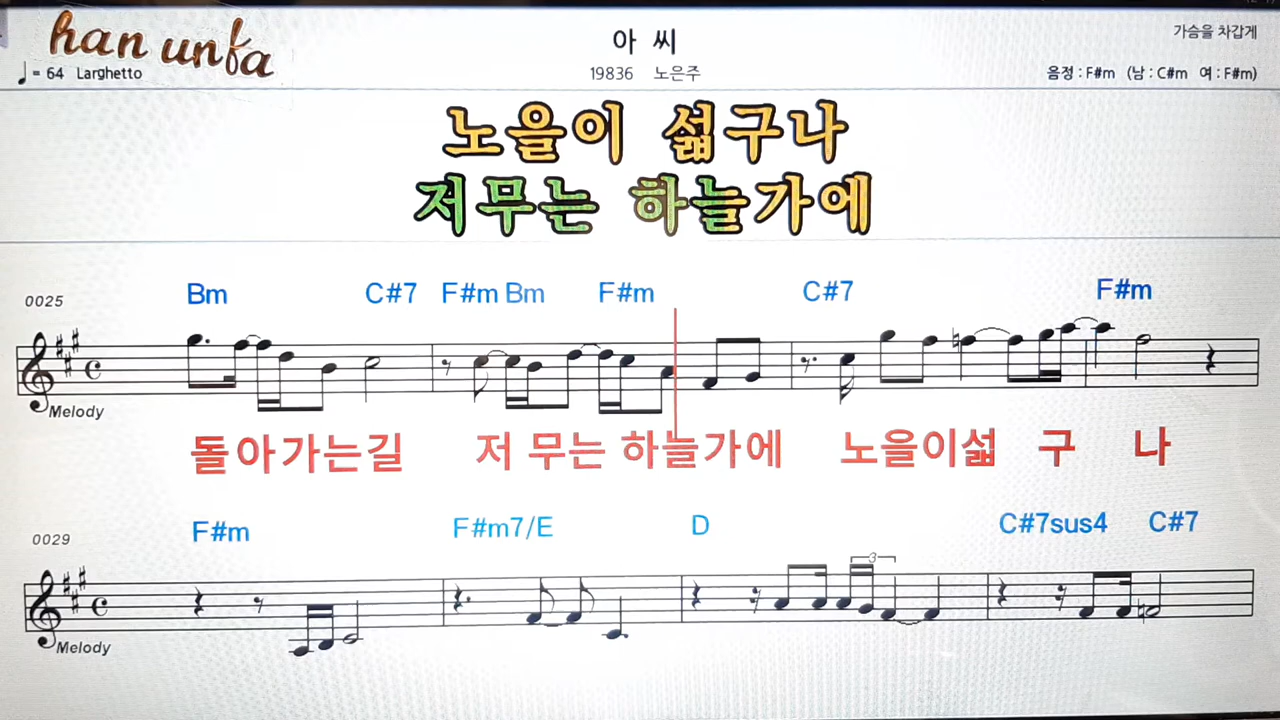 han unfa
아 씨
가슴을 차갑게
♩ = 64 Larghetto
19836 노은주
음정 : F#m (남 : C#m 여 : F#m)
노을이 섧구나
저무는 하늘가에
0025
Bm C#7 F#m Bm F#m C#7 F#m
Melody
돌아가는길 저 무는 하늘가에 노을이섧 구 나
0029
F#m F#m7/E D C#7sus4 C#7
3
Melody